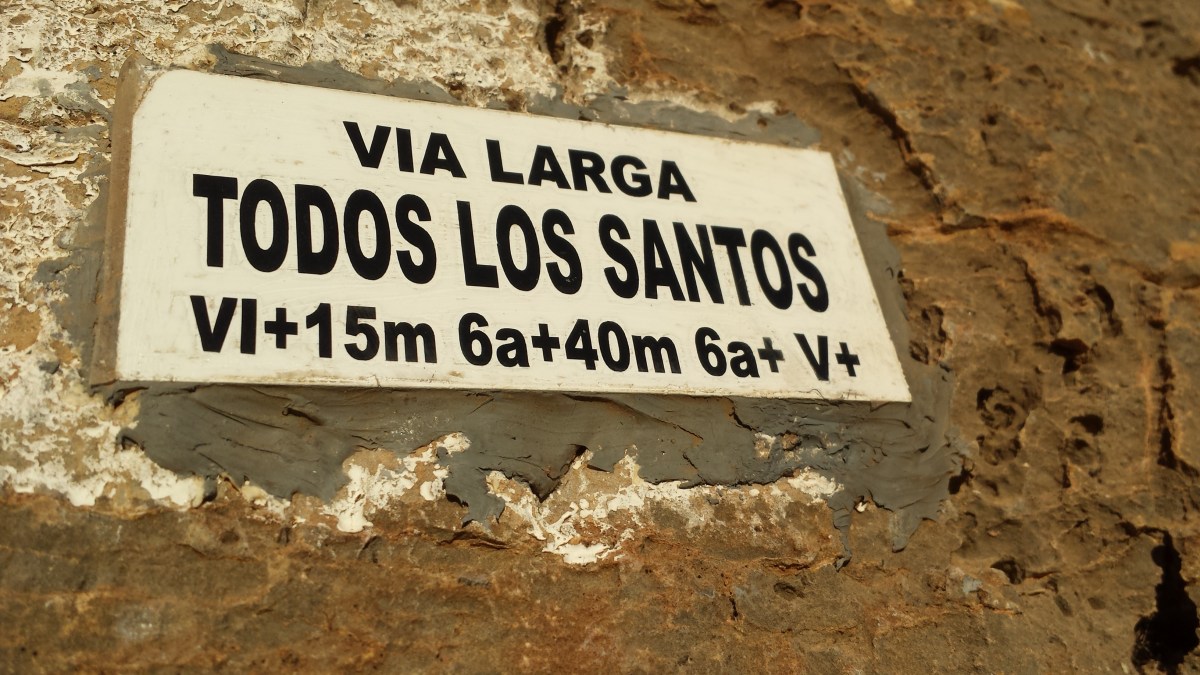 VIA LARGA
TODOS LOS SANTOS
VI+15m 6a+40m 6a+ V+